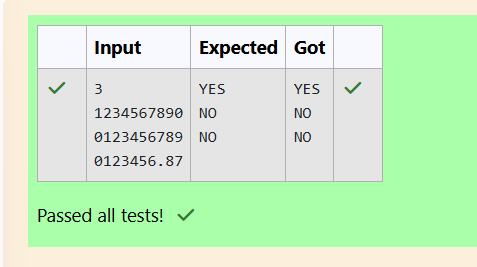 Input Expected Got
3 YES YES
1234567890 NO NO
0123456789 NO NO
0123456.87
Passed all tests!